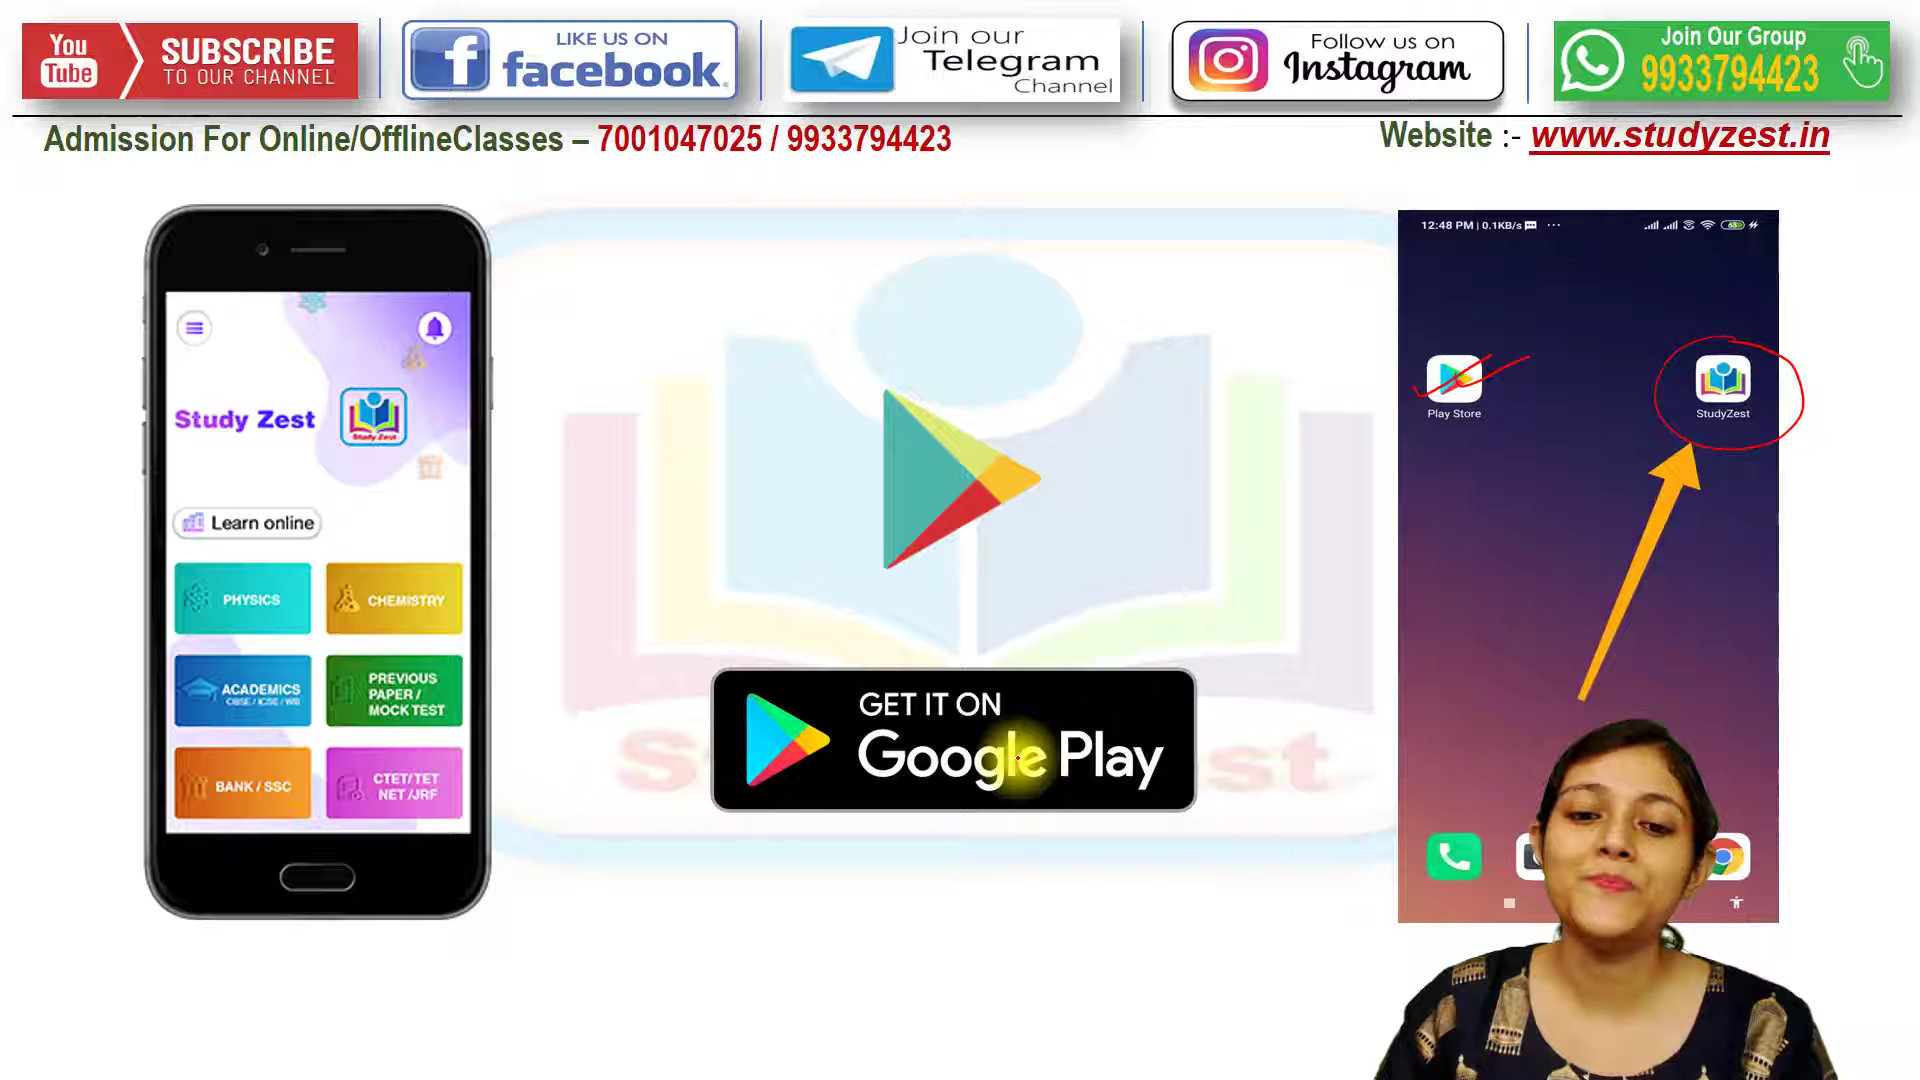 You
Tube
SUBSCRIBE
TO OUR CHANNEL
LIKE US ON
facebook.
Join our
Telegram
Channel
Follow us on
Instagram
Join Our Group
9933794423
Admission For Online/OfflineClasses – 7001047025 / 9933794423
Website :- www.studyzest.in
Study Zest
Study Zest
Learn online
PHYSICS
CHEMISTRY
ACADEMICS
CBSE / ICSE / WB
PREVIOUS
PAPER /
MOCK TEST
BANK / SSC
CTET/TET
NET /JRF
GET IT ON
Google Play
12:48 PM | 0.1KB/s
Play Store
StudyZest